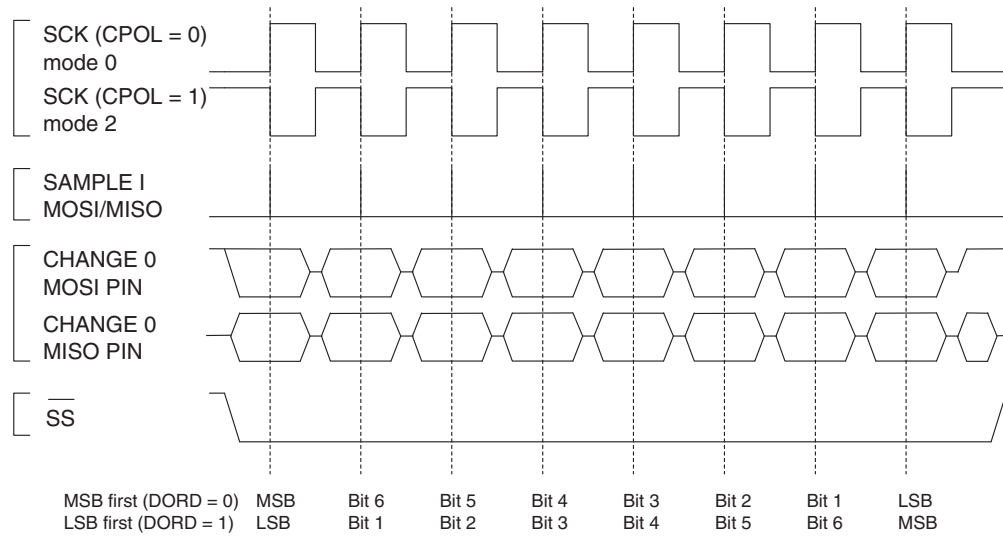 SCK (CPOL = 0)
mode 0
SCK (CPOL = 1)
mode 2
SAMPLE I
MOSI/MISO
CHANGE 0
MOSI PIN
CHANGE 0
MISO PIN
SS
MSB first (DORD = 0) MSB Bit 6 Bit 5 Bit 4 Bit 3 Bit 2 Bit 1 LSB
LSB first (DORD = 1) LSB Bit 1 Bit 2 Bit 3 Bit 4 Bit 5 Bit 6 MSB